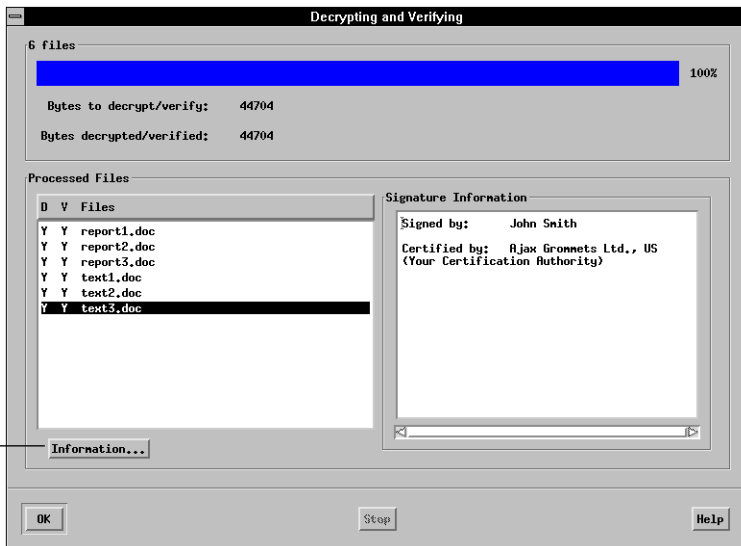 Decrypting and Verifying
6 files
100%
Bytes to decrypt/verify: 44704
Bytes decrypted/verified: 44704
Processed Files
D V Files
Y Y report1.doc
Y Y report2.doc
Y Y report3.doc
Y Y text1.doc
Y Y text2.doc
Y Y text3.doc
Information...
Signature Information
Signed by: John Smith
Certified by: Ajax Grommets Ltd., US
(Your Certification Authority)
OK
Stop
Help